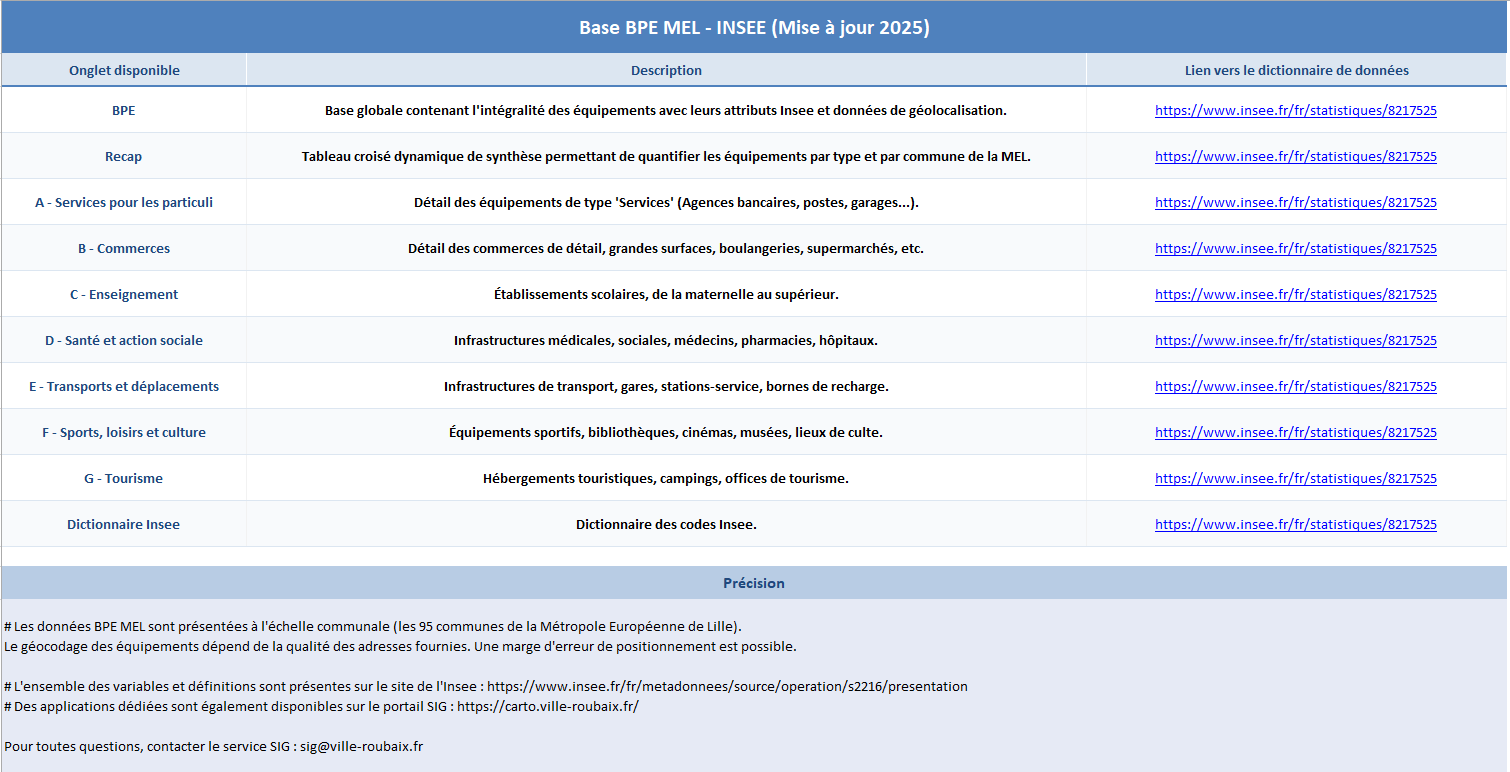 Base BPE MEL - INSEE (Mise à jour 2025)
Onglet disponible Description Lien vers le dictionnaire de données
BPE Base globale contenant l'intégralité des équipements avec leurs attributs Insee et données de géolocalisation. https://www.insee.fr/fr/statistiques/8217525
Recap Tableau croisé dynamique de synthèse permettant de quantifier les équipements par type et par commune de la MEL. https://www.insee.fr/fr/statistiques/8217525
A - Services pour les particuli Détail des équipements de type 'Services' (Agences bancaires, postes, garages...). https://www.insee.fr/fr/statistiques/8217525
B - Commerces Détail des commerces de détail, grandes surfaces, boulangeries, supermarchés, etc. https://www.insee.fr/fr/statistiques/8217525
C - Enseignement Établissements scolaires, de la maternelle au supérieur. https://www.insee.fr/fr/statistiques/8217525
D - Santé et action sociale Infrastructures médicales, sociales, médecins, pharmacies, hôpitaux. https://www.insee.fr/fr/statistiques/8217525
E - Transports et déplacements Infrastructures de transport, gares, stations-service, bornes de recharge. https://www.insee.fr/fr/statistiques/8217525
F - Sports, loisirs et culture Équipements sportifs, bibliothèques, cinémas, musées, lieux de culte. https://www.insee.fr/fr/statistiques/8217525
G - Tourisme Hébergements touristiques, campings, offices de tourisme. https://www.insee.fr/fr/statistiques/8217525
Dictionnaire Insee Dictionnaire des codes Insee. https://www.insee.fr/fr/statistiques/8217525
Précision
# Les données BPE MEL sont présentées à l'échelle communale (les 95 communes de la Métropole Européenne de Lille).
Le géocodage des équipements dépend de la qualité des adresses fournies. Une marge d'erreur de positionnement est possible.
# L'ensemble des variables et définitions sont présentes sur le site de l'Insee : https://www.insee.fr/fr/metadonnees/source/operation/s2216/presentation
# Des applications dédiées sont également disponibles sur le portail SIG : https://carto.ville-roubaix.fr/
Pour toutes questions, contacter le service SIG : sig@ville-roubaix.fr